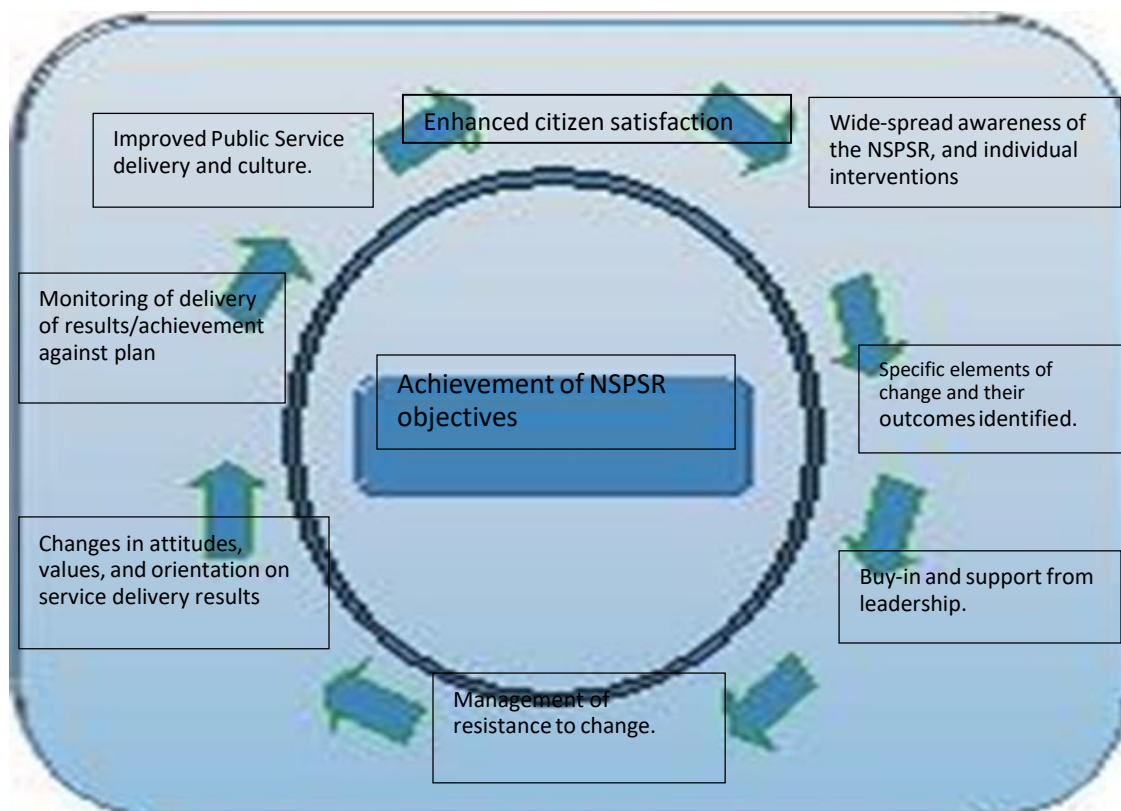 Enhanced citizen satisfaction
Wide-spread awareness of
the NSPSR, and individual
interventions
Specific elements of
change and their
outcomes identified.
Buy-in and support from
leadership.
Management of
resistance to change.
Changes in attitudes,
values, and orientation on
service delivery results
Monitoring of delivery
of results/achievement
against plan
Improved Public Service
delivery and culture.
Achievement of NSPSR
objectives